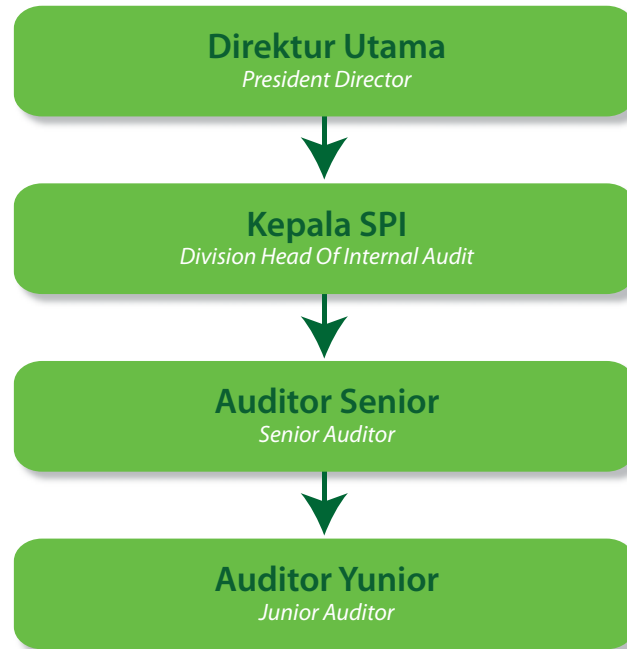 Direktur Utama
President Director
Kepala SPI
Division Head Of Internal Audit
Auditor Senior
Senior Auditor
Auditor Yunior
Junior Auditor